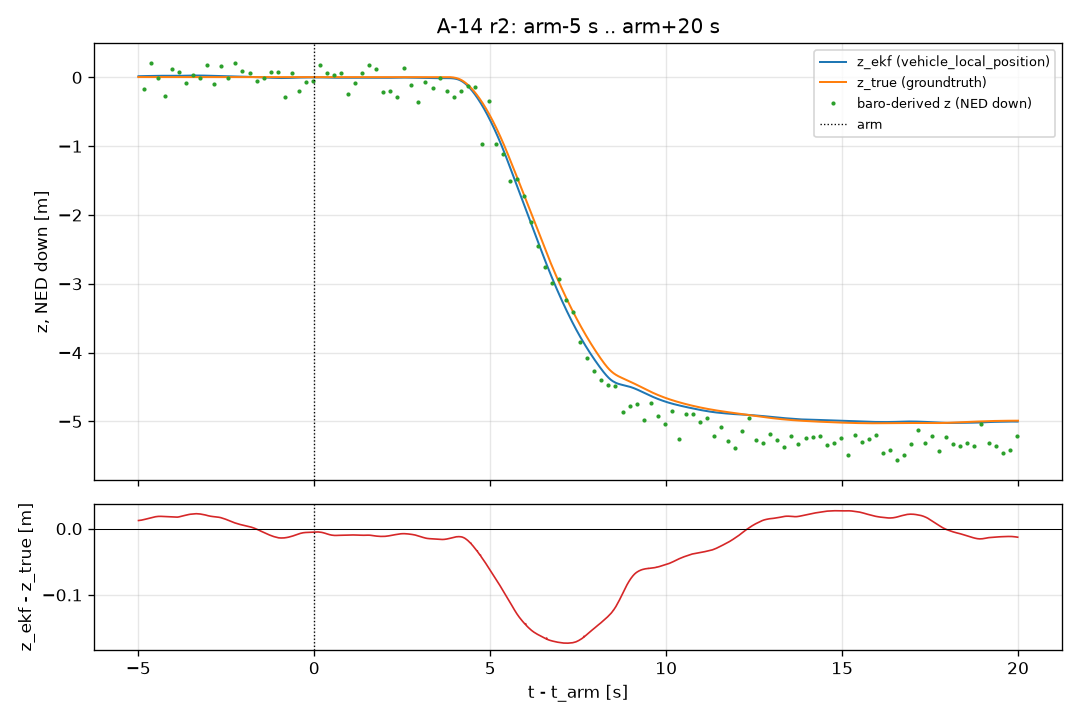 A-14 r2: arm-5 s .. arm+20 s
z_ekf (vehicle_local_position)
z_true (groundtruth)
baro-derived z (NED down)
arm
z, NED down [m]
0
−1
−2
−3
−4
−5
z_ekf - z_true [m]
0.0
−0.1
−5
0
5
10
15
20
t - t_arm [s]